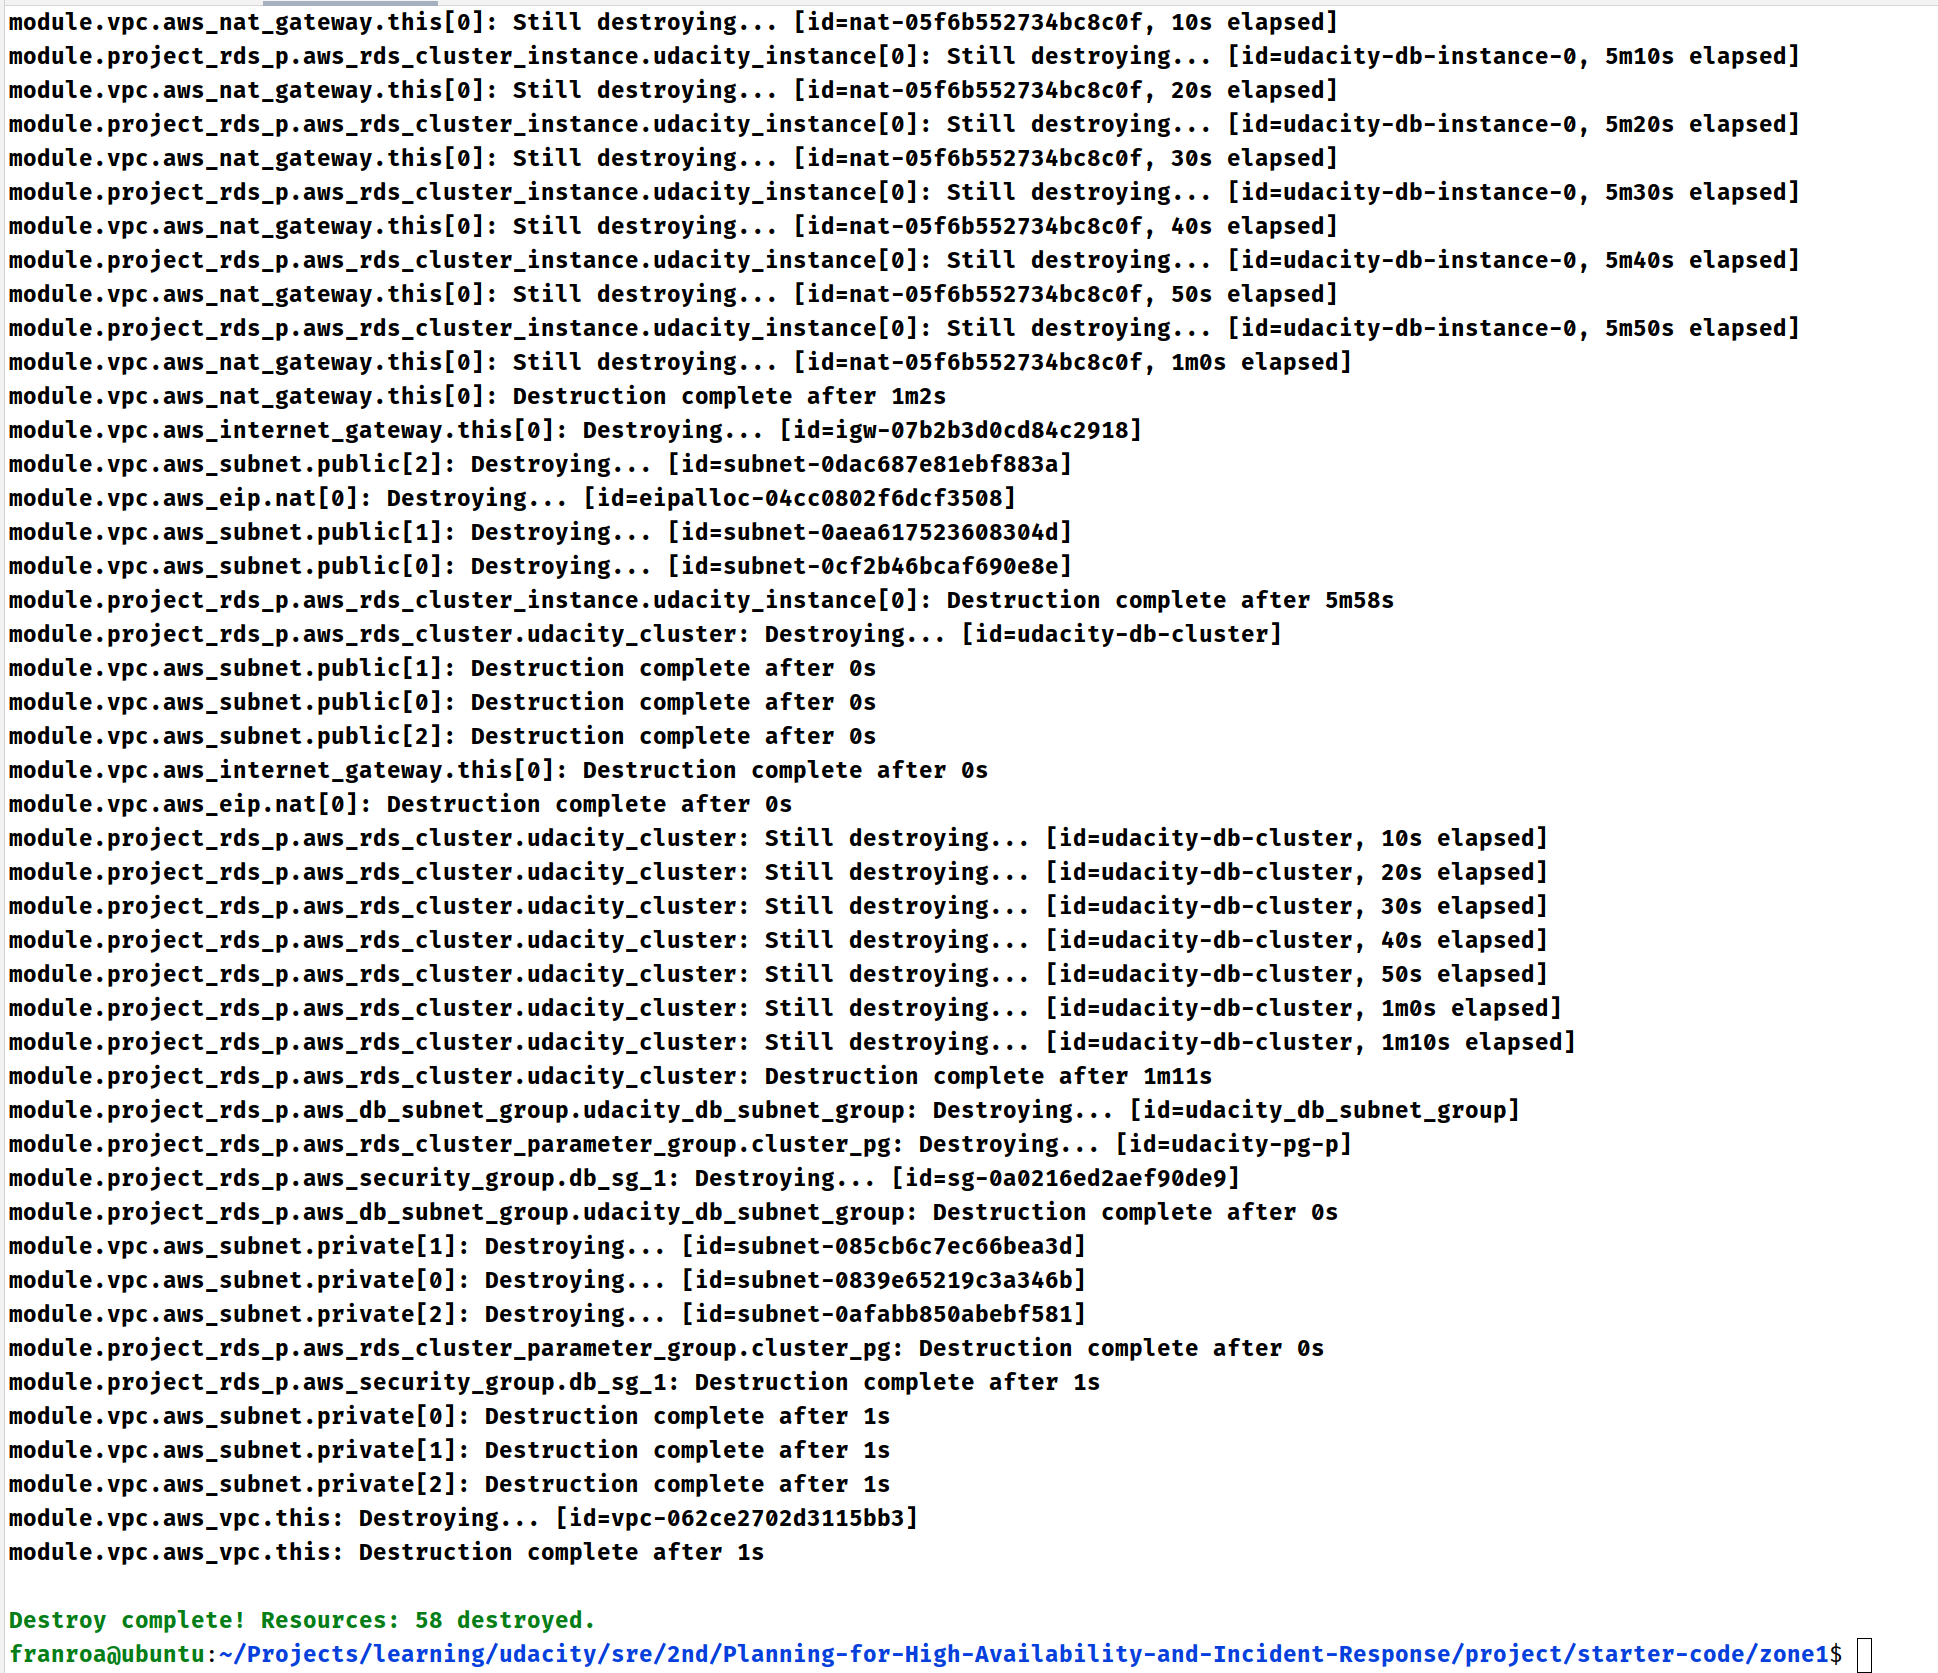 module.vpc.aws_nat_gateway.this[0]: Still destroying... [id=nat-05f6b552734bc8c0f, 10s elapsed]
module.project_rds_p.aws_rds_cluster_instance.udacity_instance[0]: Still destroying... [id=udacity-db-instance-0, 5m10s elapsed]
module.vpc.aws_nat_gateway.this[0]: Still destroying... [id=nat-05f6b552734bc8c0f, 20s elapsed]
module.project_rds_p.aws_rds_cluster_instance.udacity_instance[0]: Still destroying... [id=udacity-db-instance-0, 5m20s elapsed]
module.vpc.aws_nat_gateway.this[0]: Still destroying... [id=nat-05f6b552734bc8c0f, 30s elapsed]
module.project_rds_p.aws_rds_cluster_instance.udacity_instance[0]: Still destroying... [id=udacity-db-instance-0, 5m30s elapsed]
module.vpc.aws_nat_gateway.this[0]: Still destroying... [id=nat-05f6b552734bc8c0f, 40s elapsed]
module.project_rds_p.aws_rds_cluster_instance.udacity_instance[0]: Still destroying... [id=udacity-db-instance-0, 5m40s elapsed]
module.vpc.aws_nat_gateway.this[0]: Still destroying... [id=nat-05f6b552734bc8c0f, 50s elapsed]
module.project_rds_p.aws_rds_cluster_instance.udacity_instance[0]: Still destroying... [id=udacity-db-instance-0, 5m50s elapsed]
module.vpc.aws_nat_gateway.this[0]: Still destroying... [id=nat-05f6b552734bc8c0f, 1m0s elapsed]
module.vpc.aws_nat_gateway.this[0]: Destruction complete after 1m2s
module.vpc.aws_internet_gateway.this[0]: Destroying... [id=igw-07b2b3d0cd84c2918]
module.vpc.aws_subnet.public[2]: Destroying... [id=subnet-0dac687e81ebf883a]
module.vpc.aws_eip.nat[0]: Destroying... [id=eipalloc-04cc0802f6dcf3508]
module.vpc.aws_subnet.public[1]: Destroying... [id=subnet-0aea617523608304d]
module.vpc.aws_subnet.public[0]: Destroying... [id=subnet-0cf2b46bcaf690e8e]
module.project_rds_p.aws_rds_cluster_instance.udacity_instance[0]: Destruction complete after 5m58s
module.project_rds_p.aws_rds_cluster.udacity_cluster: Destroying... [id=udacity-db-cluster]
module.vpc.aws_subnet.public[1]: Destruction complete after 0s
module.vpc.aws_subnet.public[0]: Destruction complete after 0s
module.vpc.aws_subnet.public[2]: Destruction complete after 0s
module.vpc.aws_internet_gateway.this[0]: Destruction complete after 0s
module.vpc.aws_eip.nat[0]: Destruction complete after 0s
module.project_rds_p.aws_rds_cluster.udacity_cluster: Still destroying... [id=udacity-db-cluster, 10s elapsed]
module.project_rds_p.aws_rds_cluster.udacity_cluster: Still destroying... [id=udacity-db-cluster, 20s elapsed]
module.project_rds_p.aws_rds_cluster.udacity_cluster: Still destroying... [id=udacity-db-cluster, 30s elapsed]
module.project_rds_p.aws_rds_cluster.udacity_cluster: Still destroying... [id=udacity-db-cluster, 40s elapsed]
module.project_rds_p.aws_rds_cluster.udacity_cluster: Still destroying... [id=udacity-db-cluster, 50s elapsed]
module.project_rds_p.aws_rds_cluster.udacity_cluster: Still destroying... [id=udacity-db-cluster, 1m0s elapsed]
module.project_rds_p.aws_rds_cluster.udacity_cluster: Still destroying... [id=udacity-db-cluster, 1m10s elapsed]
module.project_rds_p.aws_rds_cluster.udacity_cluster: Destruction complete after 1m11s
module.project_rds_p.aws_db_subnet_group.udacity_db_subnet_group: Destroying... [id=udacity_db_subnet_group]
module.project_rds_p.aws_rds_cluster_parameter_group.cluster_pg: Destroying... [id=udacity-pg-p]
module.project_rds_p.aws_security_group.db_sg_1: Destroying... [id=sg-0a0216ed2aef90de9]
module.project_rds_p.aws_db_subnet_group.udacity_db_subnet_group: Destruction complete after 0s
module.vpc.aws_subnet.private[1]: Destroying... [id=subnet-085cb6c7ec66bea3d]
module.vpc.aws_subnet.private[0]: Destroying... [id=subnet-0839e65219c3a346b]
module.vpc.aws_subnet.private[2]: Destroying... [id=subnet-0afabb850abebf581]
module.project_rds_p.aws_rds_cluster_parameter_group.cluster_pg: Destruction complete after 0s
module.project_rds_p.aws_security_group.db_sg_1: Destruction complete after 1s
module.vpc.aws_subnet.private[0]: Destruction complete after 1s
module.vpc.aws_subnet.private[1]: Destruction complete after 1s
module.vpc.aws_subnet.private[2]: Destruction complete after 1s
module.vpc.aws_vpc.this: Destroying... [id=vpc-062ce2702d3115bb3]
module.vpc.aws_vpc.this: Destruction complete after 1s
Destroy complete! Resources: 58 destroyed.
franroa@ubuntu:~/Projects/learning/udacity/sre/2nd/Planning-for-High-Availability-and-Incident-Response/project/starter-code/zone1$